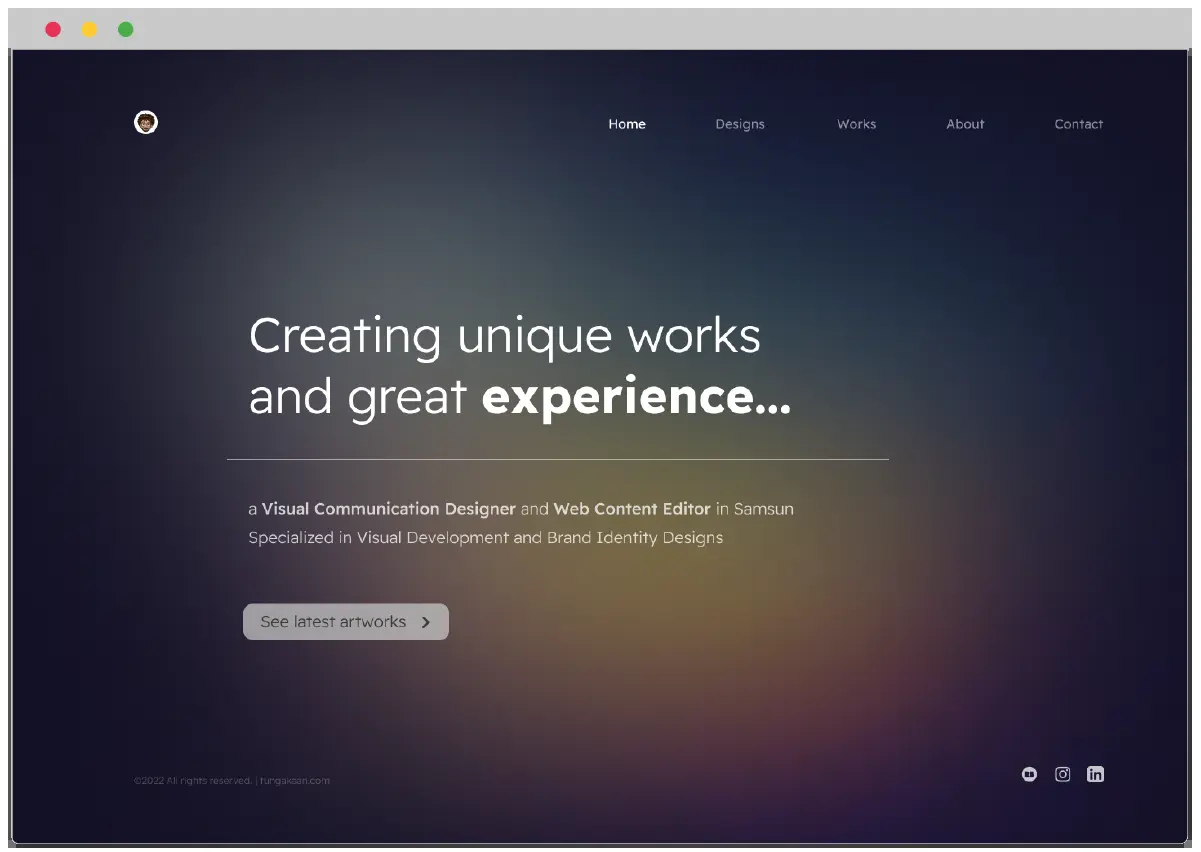 Home Designs Works About Contact
Creating unique works
and great experience...
a Visual Communication Designer and Web Content Editor in Samsun
Specialized in Visual Development and Brand Identity Designs
See latest artworks
©2022 All rights reserved. | tungakaan.com
in